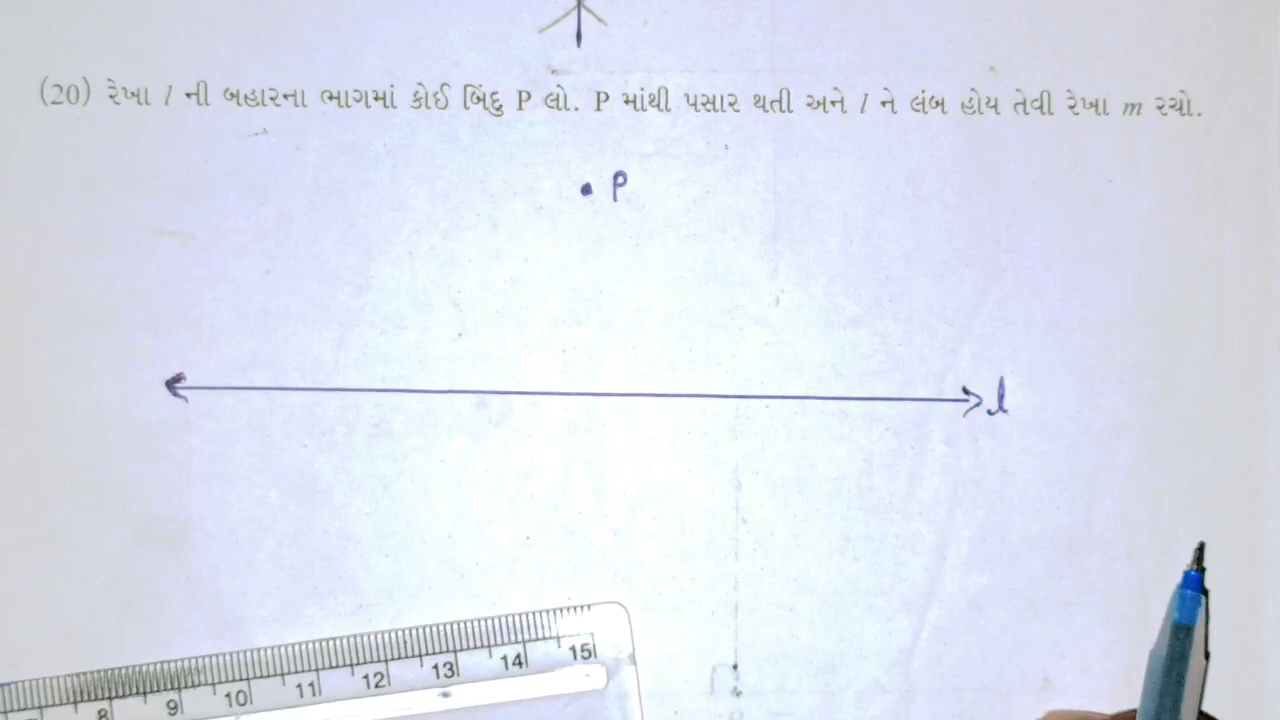 (20) રેખા l ની બહારના ભાગમાં કોઈ બિંદુ P લો. P માંથી પસાર થતી અને l ને લંબ હોય તેવી રેખા m રચો.
P
l
8 9 10 11 12 13 14 15